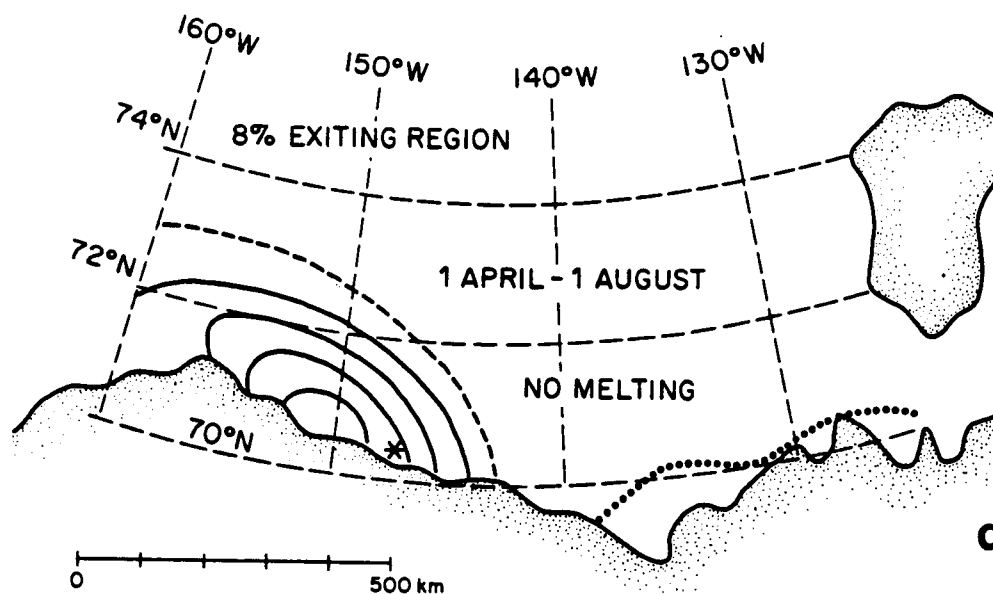 160°W
150°W
140°W
130°W
74°N
8% EXITING REGION
72°N
1 APRIL - 1 AUGUST
NO MELTING
70°N
0
500 km